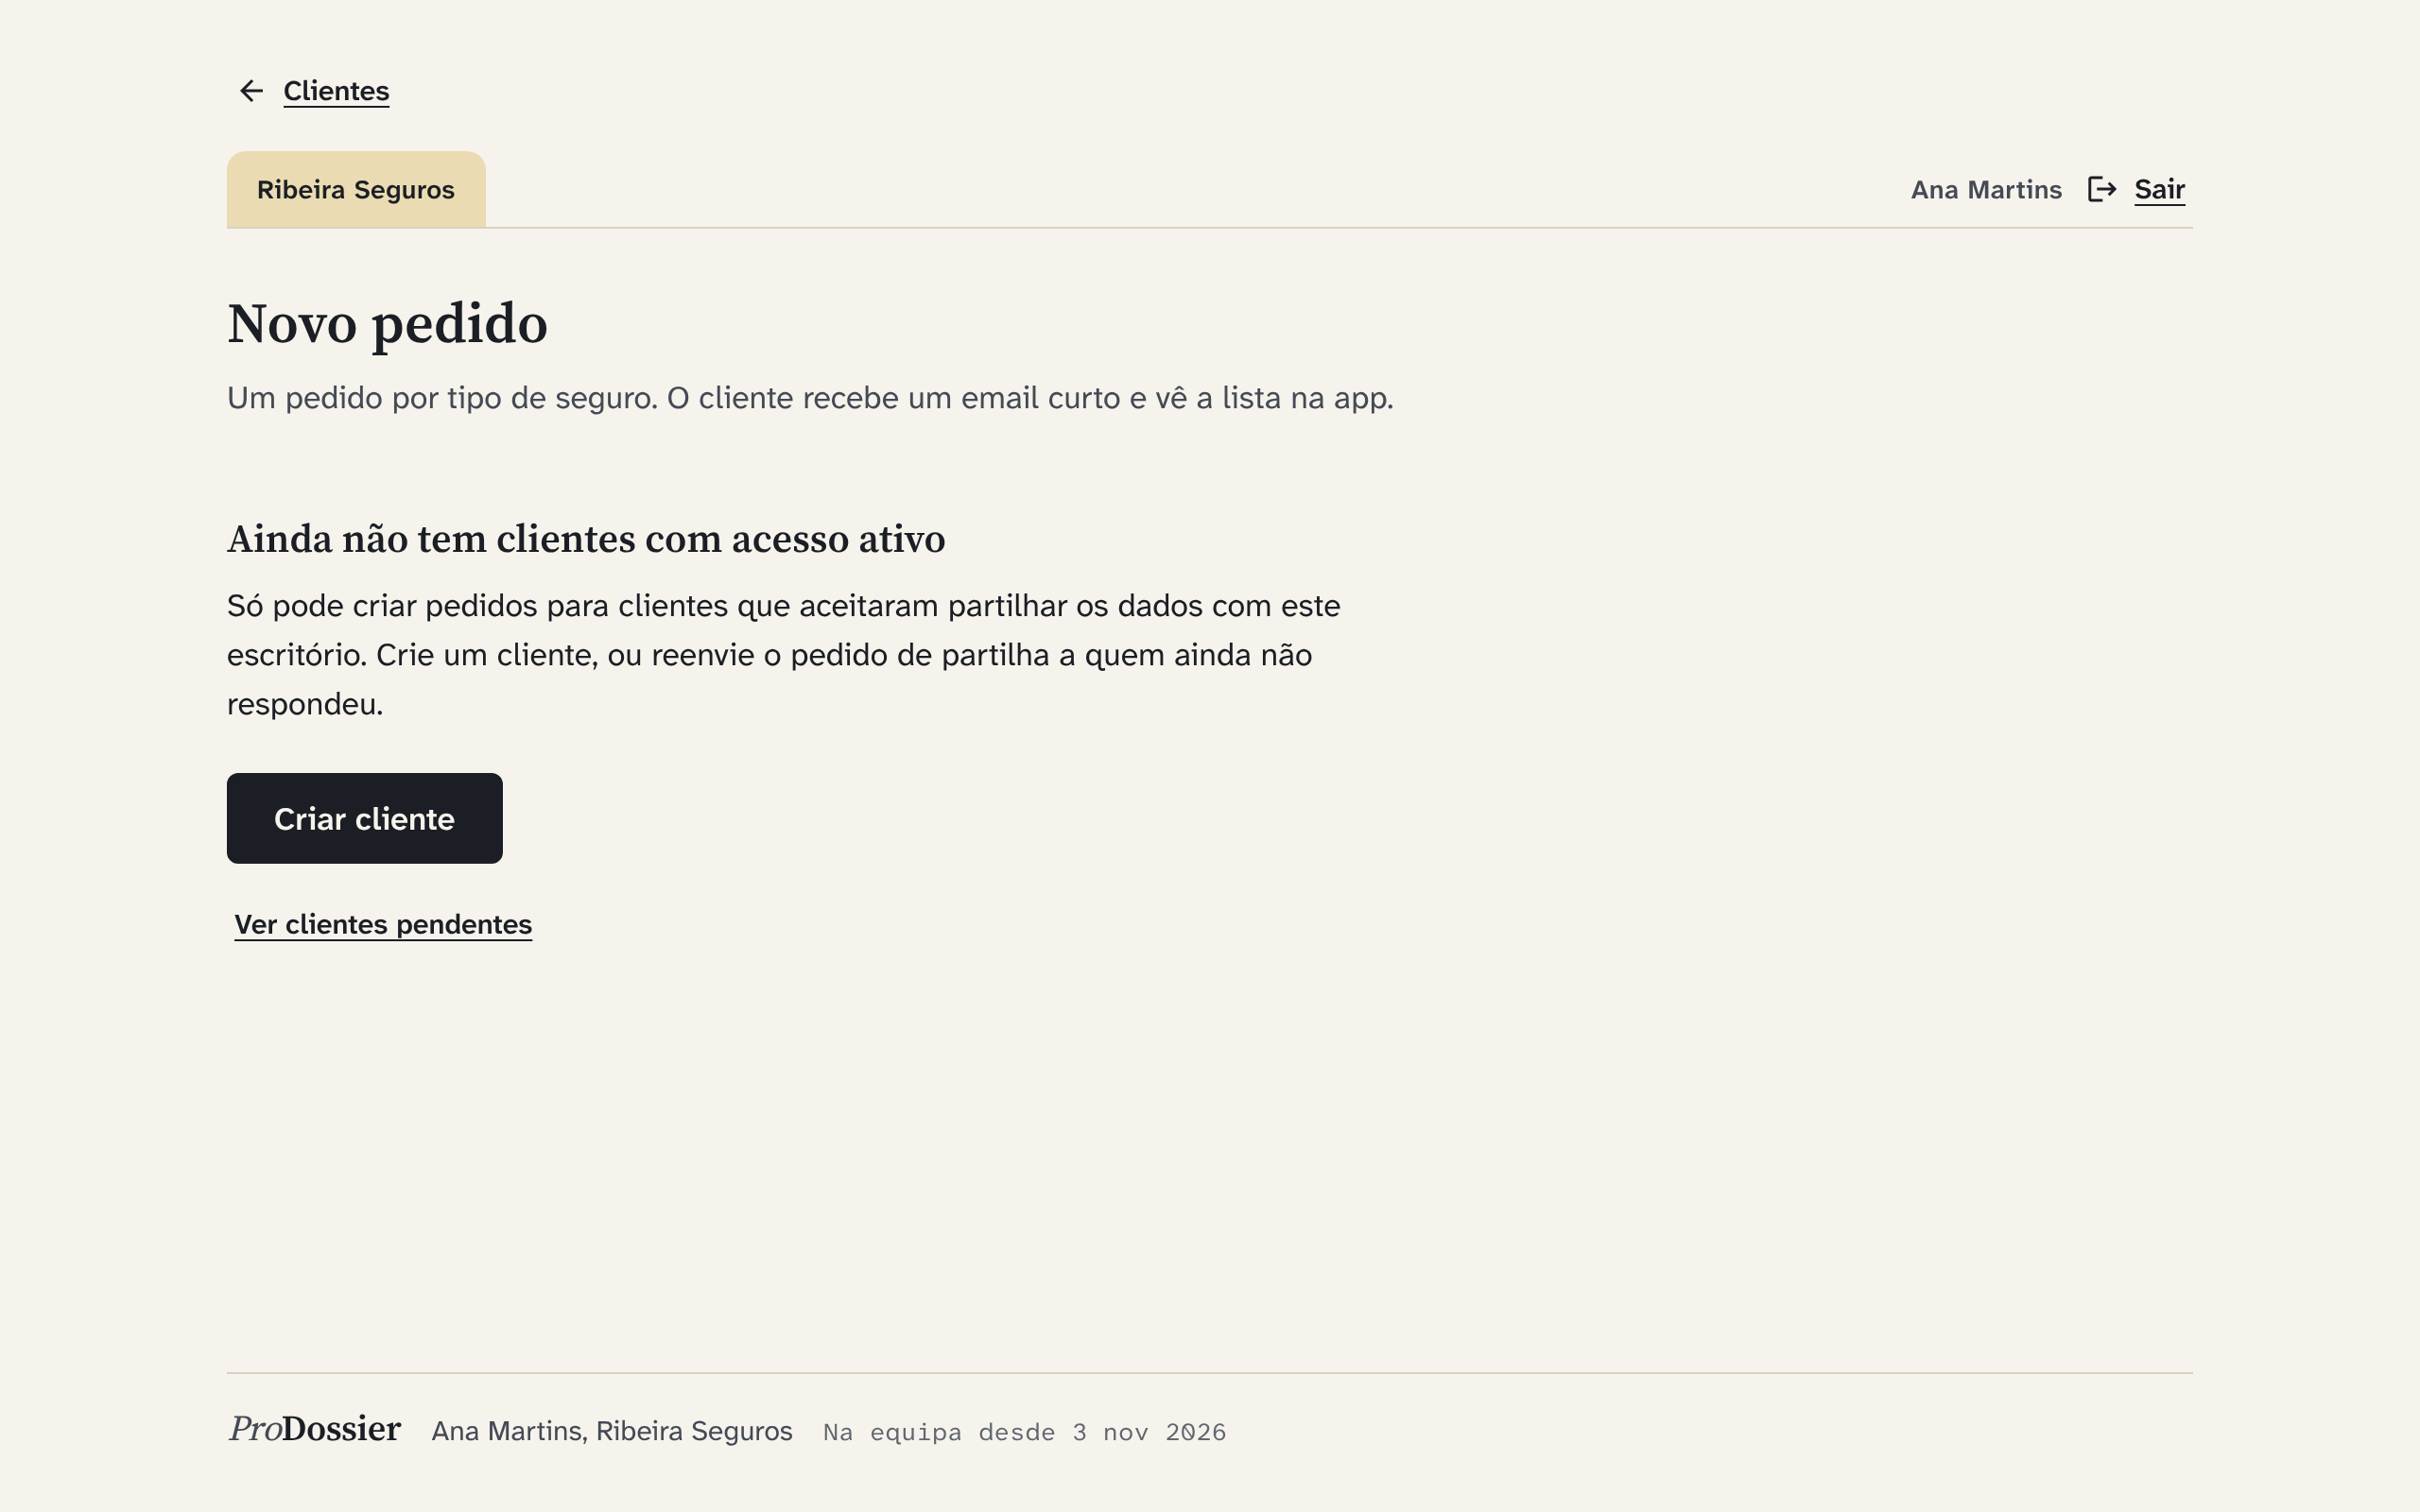 Clientes
Ribeira Seguros
Ana Martins Sair
Novo pedido
Um pedido por tipo de seguro. O cliente recebe um email curto e vê a lista na app.
Ainda não tem clientes com acesso ativo
Só pode criar pedidos para clientes que aceitaram partilhar os dados com este
escritório. Crie um cliente, ou reenvie o pedido de partilha a quem ainda não
respondeu.
Criar cliente
Ver clientes pendentes
ProDossier Ana Martins, Ribeira Seguros Na equipa desde 3 nov 2026